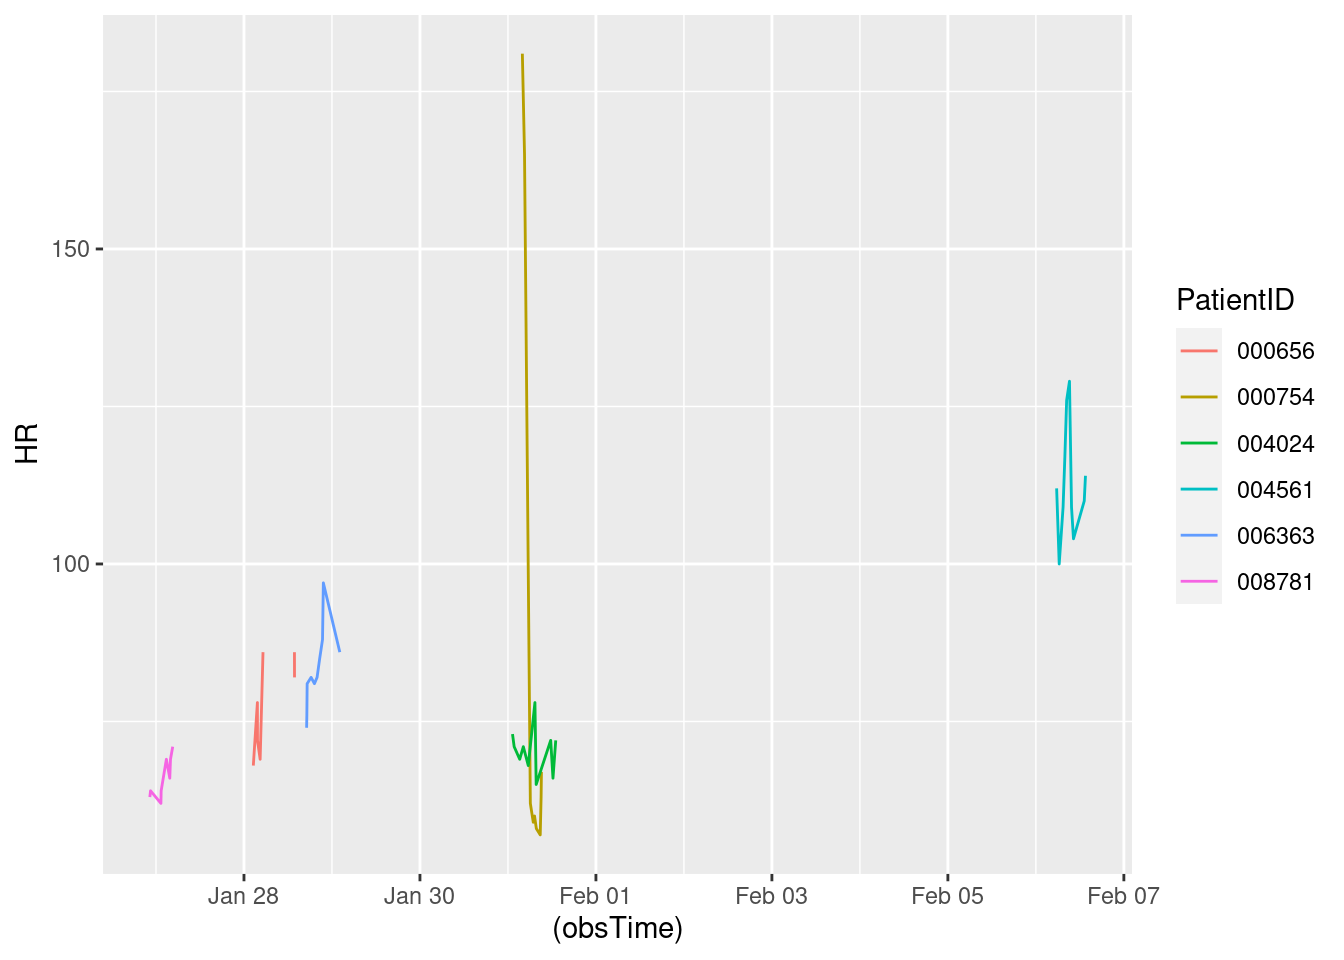 HR
150
100
Jan 28
Jan 30
Feb 01
Feb 03
Feb 05
Feb 07
(obsTime)
PatientID
000656
000754
004024
004561
006363
008781